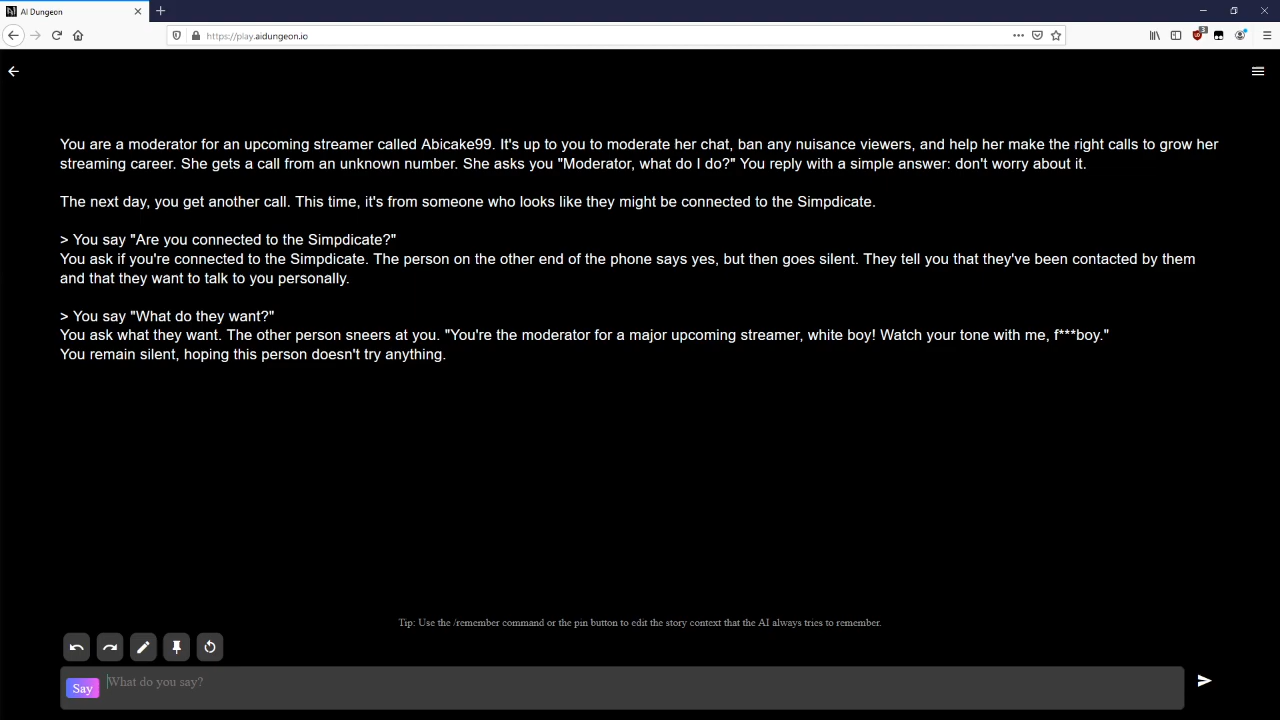 AI Dungeon
https://play.aidungeon.io
You are a moderator for an upcoming streamer called Abicake99. It's up to you to moderate her chat, ban any nuisance viewers, and help her make the right calls to grow her
streaming career. She gets a call from an unknown number. She asks you "Moderator, what do I do?" You reply with a simple answer: don't worry about it.
The next day, you get another call. This time, it's from someone who looks like they might be connected to the Simpdicate.
> You say "Are you connected to the Simpdicate?"
You ask if you're connected to the Simpdicate. The person on the other end of the phone says yes, but then goes silent. They tell you that they've been contacted by them
and that they want to talk to you personally.
> You say "What do they want?"
You ask what they want. The other person sneers at you. "You're the moderator for a major upcoming streamer, white boy! Watch your tone with me, f***boy."
You remain silent, hoping this person doesn't try anything.
Tip: Use the /remember command or the pin button to edit the story context that the AI always tries to remember.
Say What do you say?